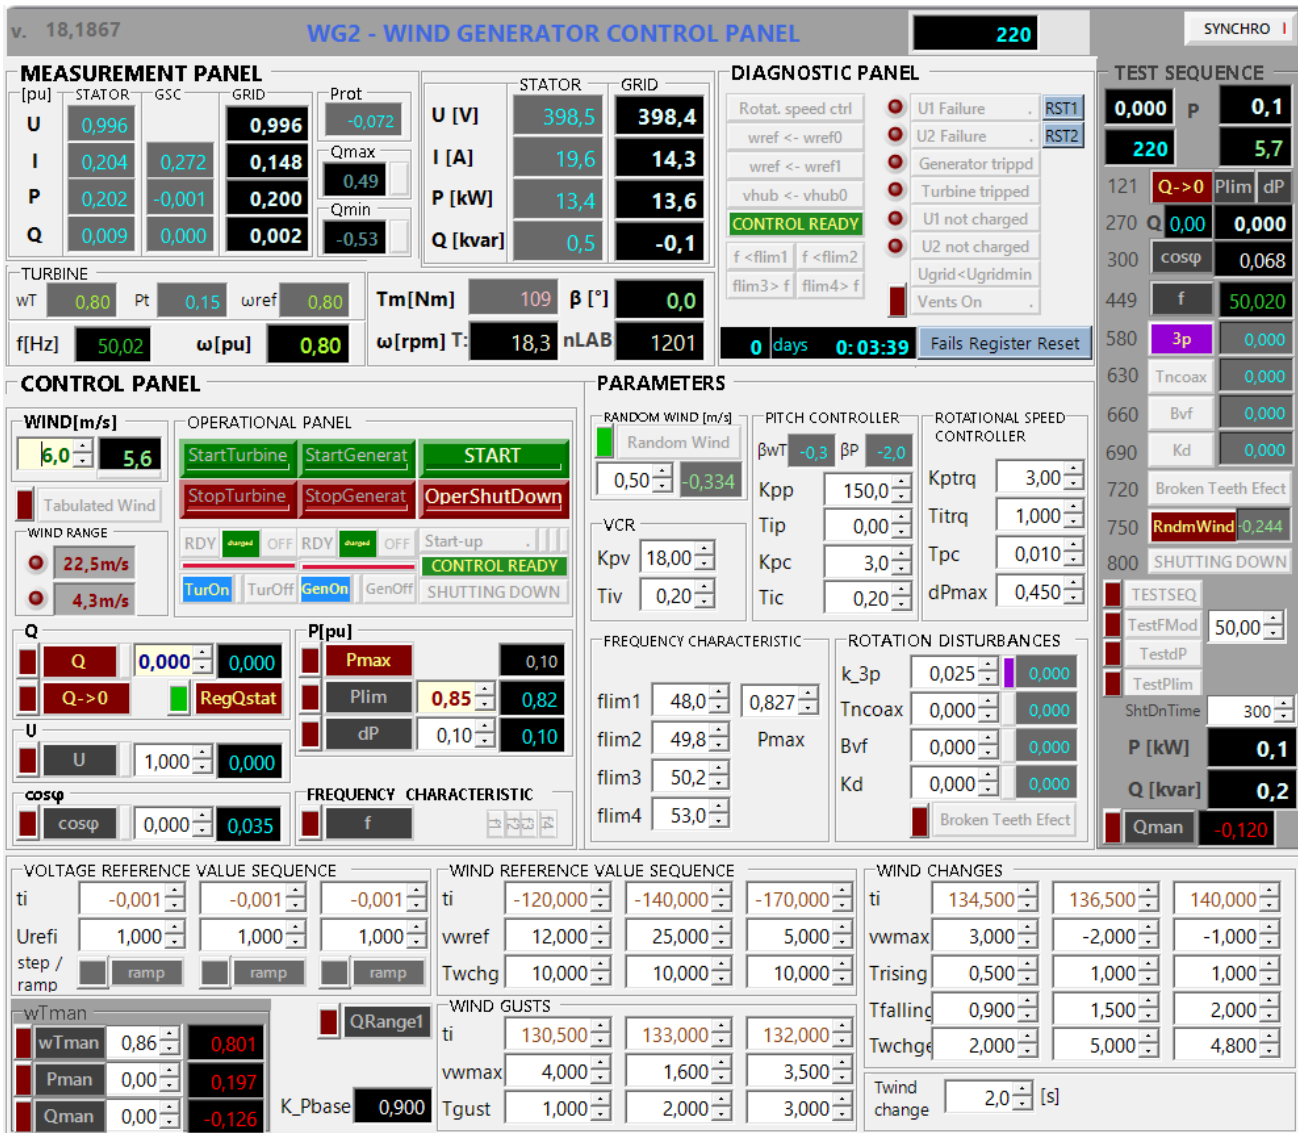 v. 18,1867 WG2 - WIND GENERATOR CONTROL PANEL 220 SYNCHRO I
MEASUREMENT PANEL
[pu] STATOR GSC GRID Prot
U 0,996 0,996 -0,072
I 0,204 0,272 0,148 Qmax 0,49
P 0,202 -0,001 0,200 Qmin
Q 0,009 0,000 0,002 -0,53
STATOR GRID
U [V] 398,5 398,4
I [A] 19,6 14,3
P [kW] 13,4 13,6
Q [kvar] 0,5 -0,1
TURBINE
wT 0,80 Pt 0,15 ωref 0,80
f[Hz] 50,02 ω[pu] 0,80
Tm[Nm] 109 β [°] 0,0
ω[rpm] T: 18,3 nLAB 1201
DIAGNOSTIC PANEL
Rotat. speed ctrl U1 Failure . RST1
wref <- wref0 U2 Failure . RST2
wref <- wref1 Generator trippd
vhub <- vhub0 Turbine tripped
CONTROL READY U1 not charged
f <flim1 f <flim2 U2 not charged
flim3> f flim4> f Ugrid<Ugridmin
Vents On .
0 days 0: 03:39 Fails Register Reset
TEST SEQUENCE
0,000 P 0,1
220 5,7
121 Q->0 Plim dP
270 Q 0,00 0,000
300 cosφ 0,068
449 f 50,020
580 3p 0,000
630 Tncoax 0,000
660 Bvf 0,000
690 Kd 0,000
720 Broken Teeth Efect
750 RndmWind -0,244
800 SHUTTING DOWN
TESTSEQ
TestFMod 50,00
TestdP
TestPlim
ShtDnTime 300
P [kW] 0,1
Q [kvar] 0,2
Qman -0,120
CONTROL PANEL
WIND[m/s]
6,0 5,6
Tabulated Wind
WIND RANGE
22,5m/s
4,3m/s
OPERATIONAL PANEL
StartTurbine StartGenerat START
StopTurbine StopGenerat OperShutDown
RDY charged OFF RDY charged OFF Start-up .
CONTROL READY
TurOn TurOff GenOn GenOff SHUTTING DOWN
Q
Q 0,000 0,000
Q->0 RegQstat
U
U 1,000 0,000
cosφ
cosφ 0,000 0,035
P[pu]
Pmax 0,10
Plim 0,85 0,82
dP 0,10 0,10
FREQUENCY CHARACTERISTIC
f f1 f2 f3 f4
PARAMETERS
RANDOM WIND [m/s]
Random Wind
0,50 -0,334
VCR
Kpv 18,00
Tiv 0,20
PITCH CONTROLLER
βwT -0,3 βP -2,0
Kpp 150,0
Tip 0,00
Kpc 3,0
Tic 0,20
ROTATIONAL SPEED
CONTROLLER
Kptrq 3,00
Titrq 1,000
Tpc 0,010
dPmax 0,450
FREQUENCY CHARACTERISTIC
flim1 48,0 0,827
flim2 49,8 Pmax
flim3 50,2
flim4 53,0
ROTATION DISTURBANCES
k_3p 0,025 0,000
Tncoax 0,000 0,000
Bvf 0,000 0,000
Kd 0,000 0,000
Broken Teeth Efect
VOLTAGE REFERENCE VALUE SEQUENCE
ti -0,001 -0,001 -0,001
Urefi 1,000 1,000 1,000
step /
ramp ramp ramp ramp
wTman
wTman 0,86 0,801
Pman 0,00 0,197
Qman 0,00 -0,126
QRange1
K_Pbase 0,900
WIND REFERENCE VALUE SEQUENCE
ti -120,000 -140,000 -170,000
vwref 12,000 25,000 5,000
Twchg 10,000 10,000 10,000
WIND GUSTS
ti 130,500 133,000 132,000
vwmax 4,000 1,600 3,500
Tgust 1,000 2,000 3,000
WIND CHANGES
ti 134,500 136,500 140,000
vwmax 3,000 -2,000 -1,000
Trising 0,500 1,000 1,000
Tfalling 0,900 1,500 2,000
Twchge 2,000 5,000 4,800
Twind
change 2,0 [s]